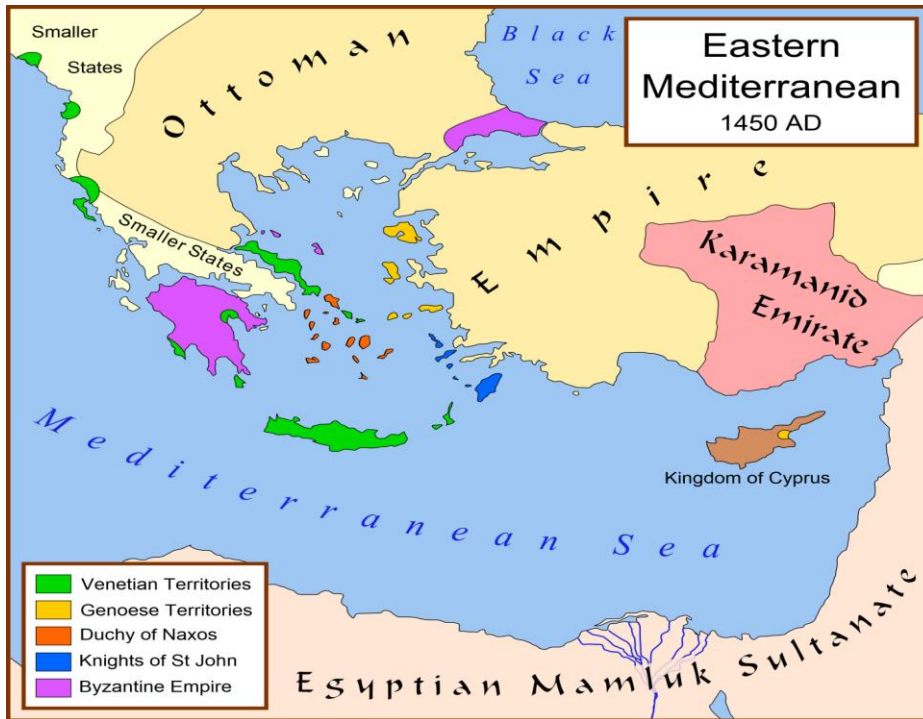 Smaller
States
Ottoman
Empire
Black
Sea
Eastern
Mediterranean
1450 AD
Smaller States
Karamanid
Emirate
Mediterranean Sea
Kingdom of Cyprus
Egyptian Mamluk Sultanate
Venetian Territories
Genoese Territories
Duchy of Naxos
Knights of St John
Byzantine Empire